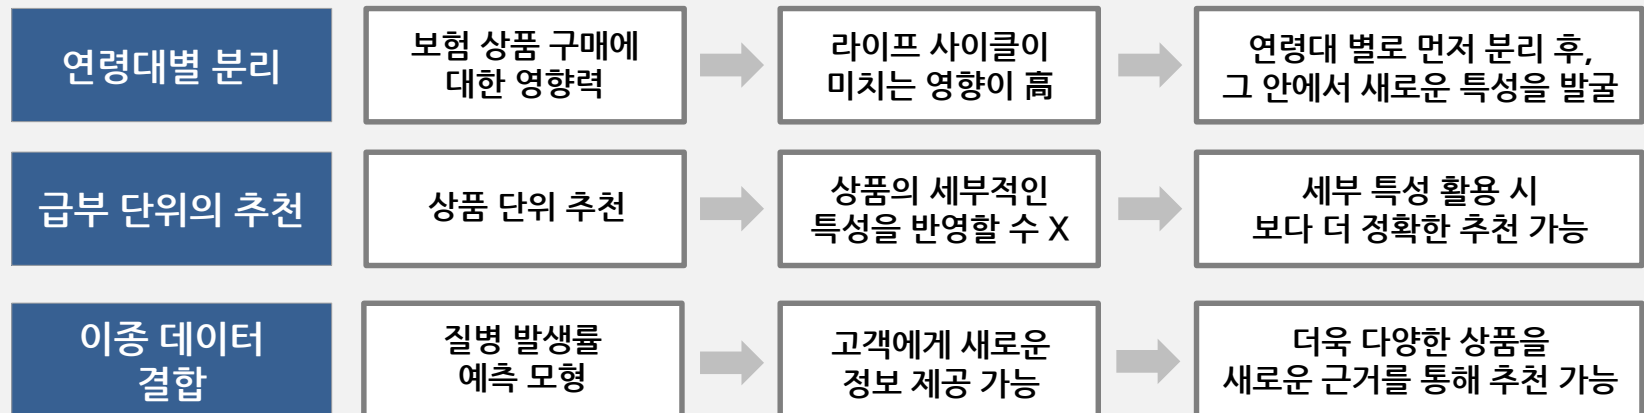 연령대별 분리
보험 상품 구매에
대한 영향력
라이프 사이클이
미치는 영향이 高
연령대 별로 먼저 분리 후,
그 안에서 새로운 특성을 발굴
급부 단위의 추천
상품 단위 추천
상품의 세부적인
특성을 반영할 수 X
세부 특성 활용 시
보다 더 정확한 추천 가능
이종 데이터
결합
질병 발생률
예측 모형
고객에게 새로운
정보 제공 가능
더욱 다양한 상품을
새로운 근거를 통해 추천 가능